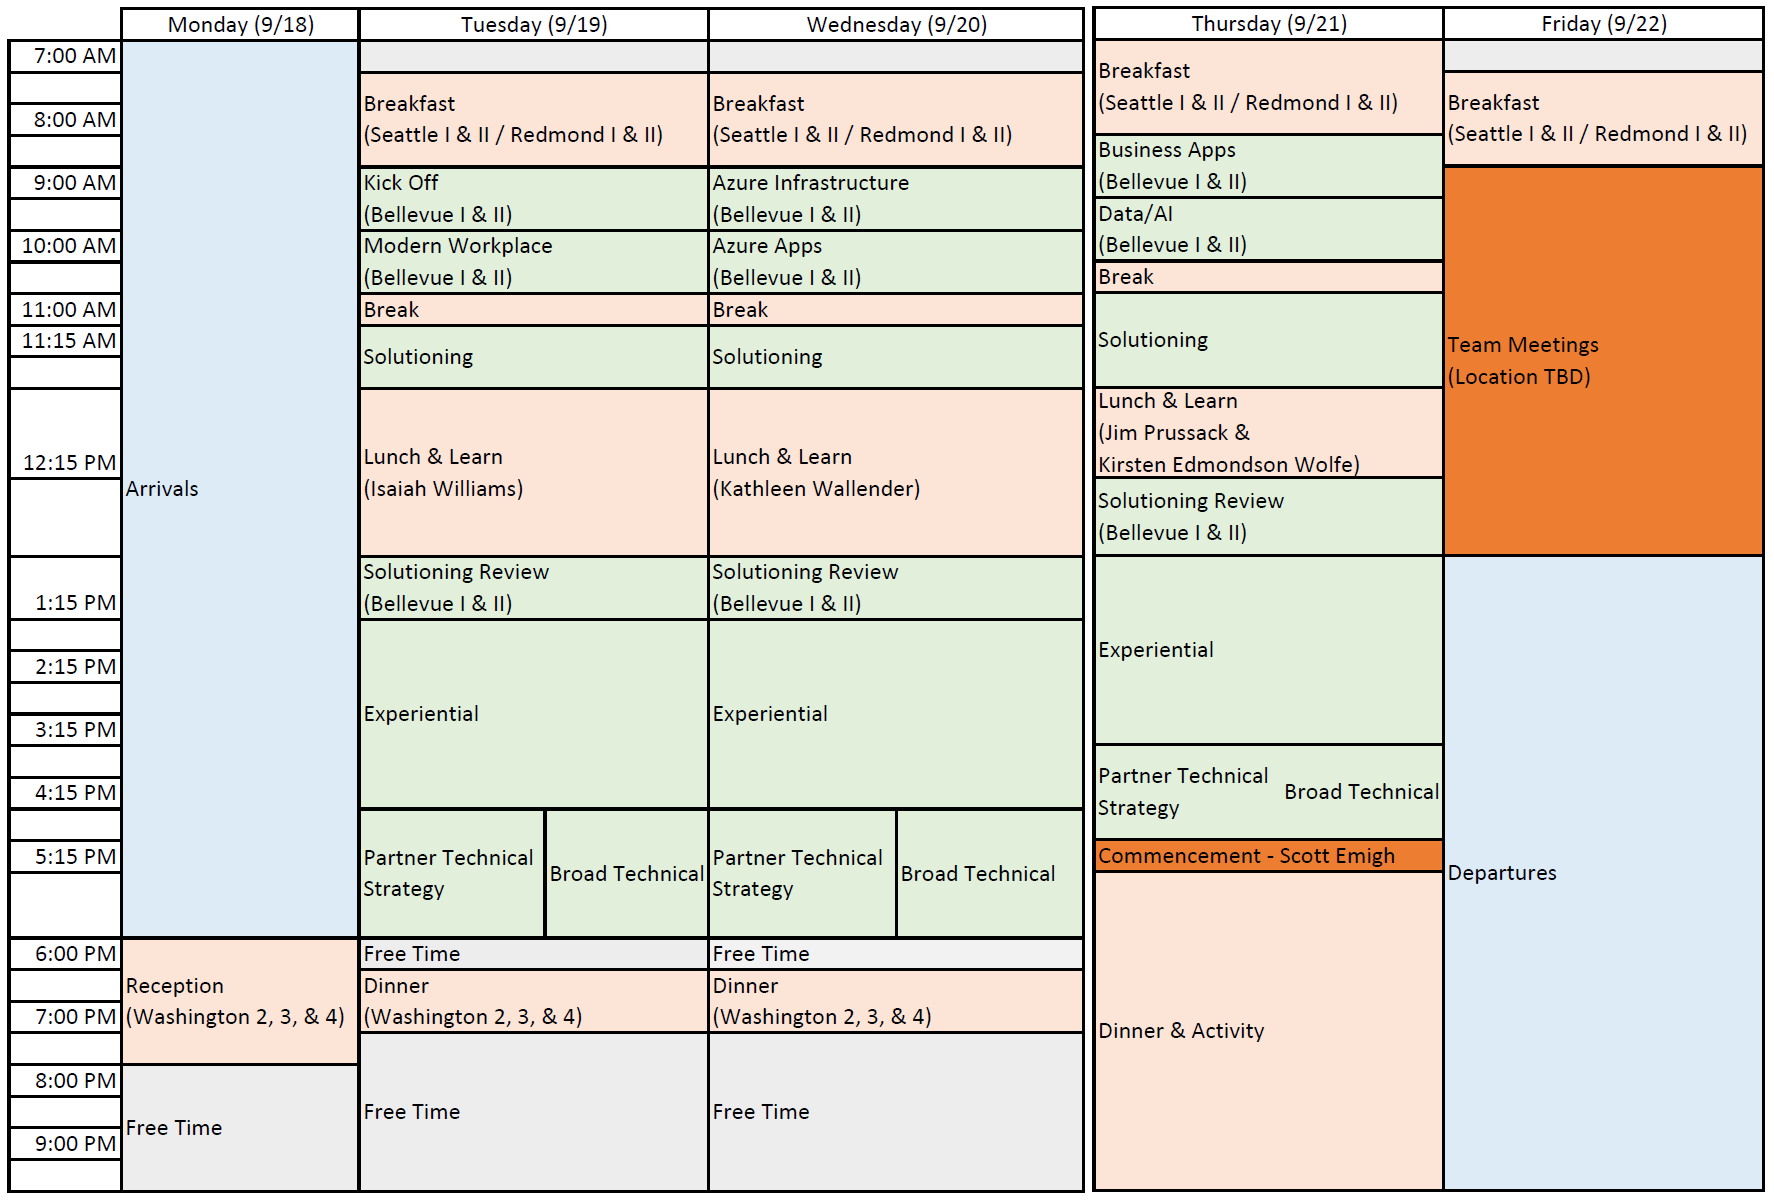 Monday (9/18)
Tuesday (9/19)
Wednesday (9/20)
Thursday (9/21)
Friday (9/22)
7:00 AM
8:00 AM
9:00 AM
10:00 AM
11:00 AM
11:15 AM
12:15 PM
1:15 PM
2:15 PM
3:15 PM
4:15 PM
5:15 PM
6:00 PM
7:00 PM
8:00 PM
9:00 PM
Arrivals
Reception
(Washington 2, 3, & 4)
Free Time
Breakfast
(Seattle I & II / Redmond I & II)
Kick Off
(Bellevue I & II)
Modern Workplace
(Bellevue I & II)
Break
Solutioning
Lunch & Learn
(Isaiah Williams)
Solutioning Review
(Bellevue I & II)
Experiential
Partner Technical
Strategy
Broad Technical
Free Time
Dinner
(Washington 2, 3, & 4)
Free Time
Breakfast
(Seattle I & II / Redmond I & II)
Azure Infrastructure
(Bellevue I & II)
Azure Apps
(Bellevue I & II)
Break
Solutioning
Lunch & Learn
(Kathleen Wallender)
Solutioning Review
(Bellevue I & II)
Experiential
Partner Technical
Strategy
Broad Technical
Free Time
Dinner
(Washington 2, 3, & 4)
Free Time
Breakfast
(Seattle I & II / Redmond I & II)
Business Apps
(Bellevue I & II)
Data/AI
(Bellevue I & II)
Break
Solutioning
Lunch & Learn
(Jim Prussack &
Kirsten Edmondson Wolfe)
Solutioning Review
(Bellevue I & II)
Experiential
Partner Technical
Strategy
Broad Technical
Commencement - Scott Emigh
Dinner & Activity
Breakfast
(Seattle I & II / Redmond I & II)
Team Meetings
(Location TBD)
Departures